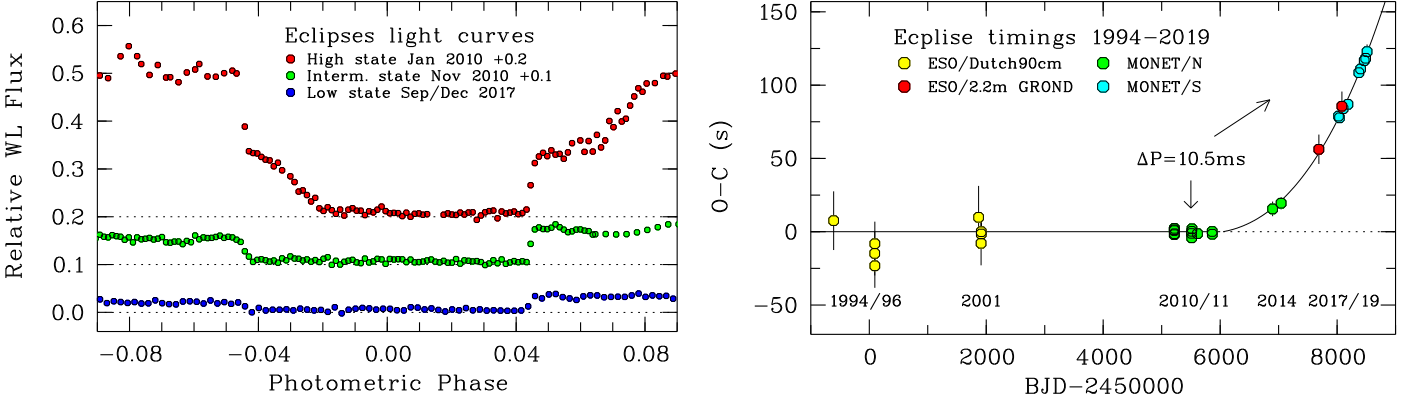 Eclipses light curves
High state Jan 2010 +0.2
Interm. state Nov 2010 +0.1
Low state Sep/Dec 2017
Relative WL Flux
0.6
0.5
0.4
0.3
0.2
0.1
0.0
−0.08 −0.04 0.00 0.04 0.08
Photometric Phase
Ecplise timings 1994−2019
ESO/Dutch90cm MONET/N
ESO/2.2m GROND MONET/S
ΔP=10.5ms
O−C (s)
150
100
50
0
−50
1994/96 2001 2010/11 2014 2017/19
0 2000 4000 6000 8000
BJD−2450000